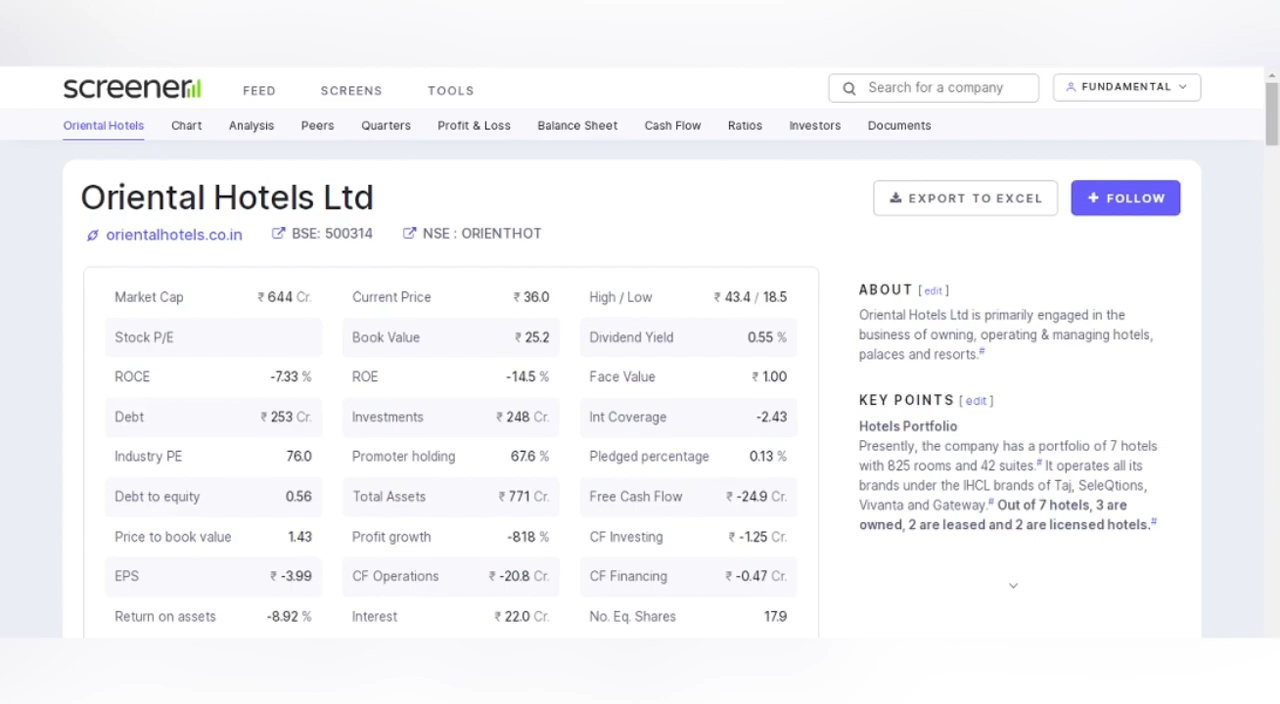 screener FEED SCREENS TOOLS Search for a company FUNDAMENTAL
Oriental Hotels Chart Analysis Peers Quarters Profit & Loss Balance Sheet Cash Flow Ratios Investors Documents
Oriental Hotels Ltd
EXPORT TO EXCEL FOLLOW
orientalhotels.co.in BSE: 500314 NSE : ORIENTHOT
Market Cap ₹ 644 Cr. Current Price ₹ 36.0 High / Low ₹ 43.4 / 18.5
Stock P/E Book Value ₹ 25.2 Dividend Yield 0.55 %
ROCE -7.33 % ROE -14.5 % Face Value ₹ 1.00
Debt ₹ 253 Cr. Investments ₹ 248 Cr. Int Coverage -2.43
Industry PE 76.0 Promoter holding 67.6 % Pledged percentage 0.13 %
Debt to equity 0.56 Total Assets ₹ 771 Cr. Free Cash Flow ₹ -24.9 Cr.
Price to book value 1.43 Profit growth -818 % CF Investing ₹ -1.25 Cr.
EPS ₹ -3.99 CF Operations ₹ -20.8 Cr. CF Financing ₹ -0.47 Cr.
Return on assets -8.92 % Interest ₹ 22.0 Cr. No. Eq. Shares 17.9
ABOUT [ edit ]
Oriental Hotels Ltd is primarily engaged in the
business of owning, operating & managing hotels,
palaces and resorts.#
KEY POINTS [ edit ]
Hotels Portfolio
Presently, the company has a portfolio of 7 hotels
with 825 rooms and 42 suites.# It operates all its
brands under the IHCL brands of Taj, SeleQtions,
Vivanta and Gateway.# Out of 7 hotels, 3 are
owned, 2 are leased and 2 are licensed hotels.#